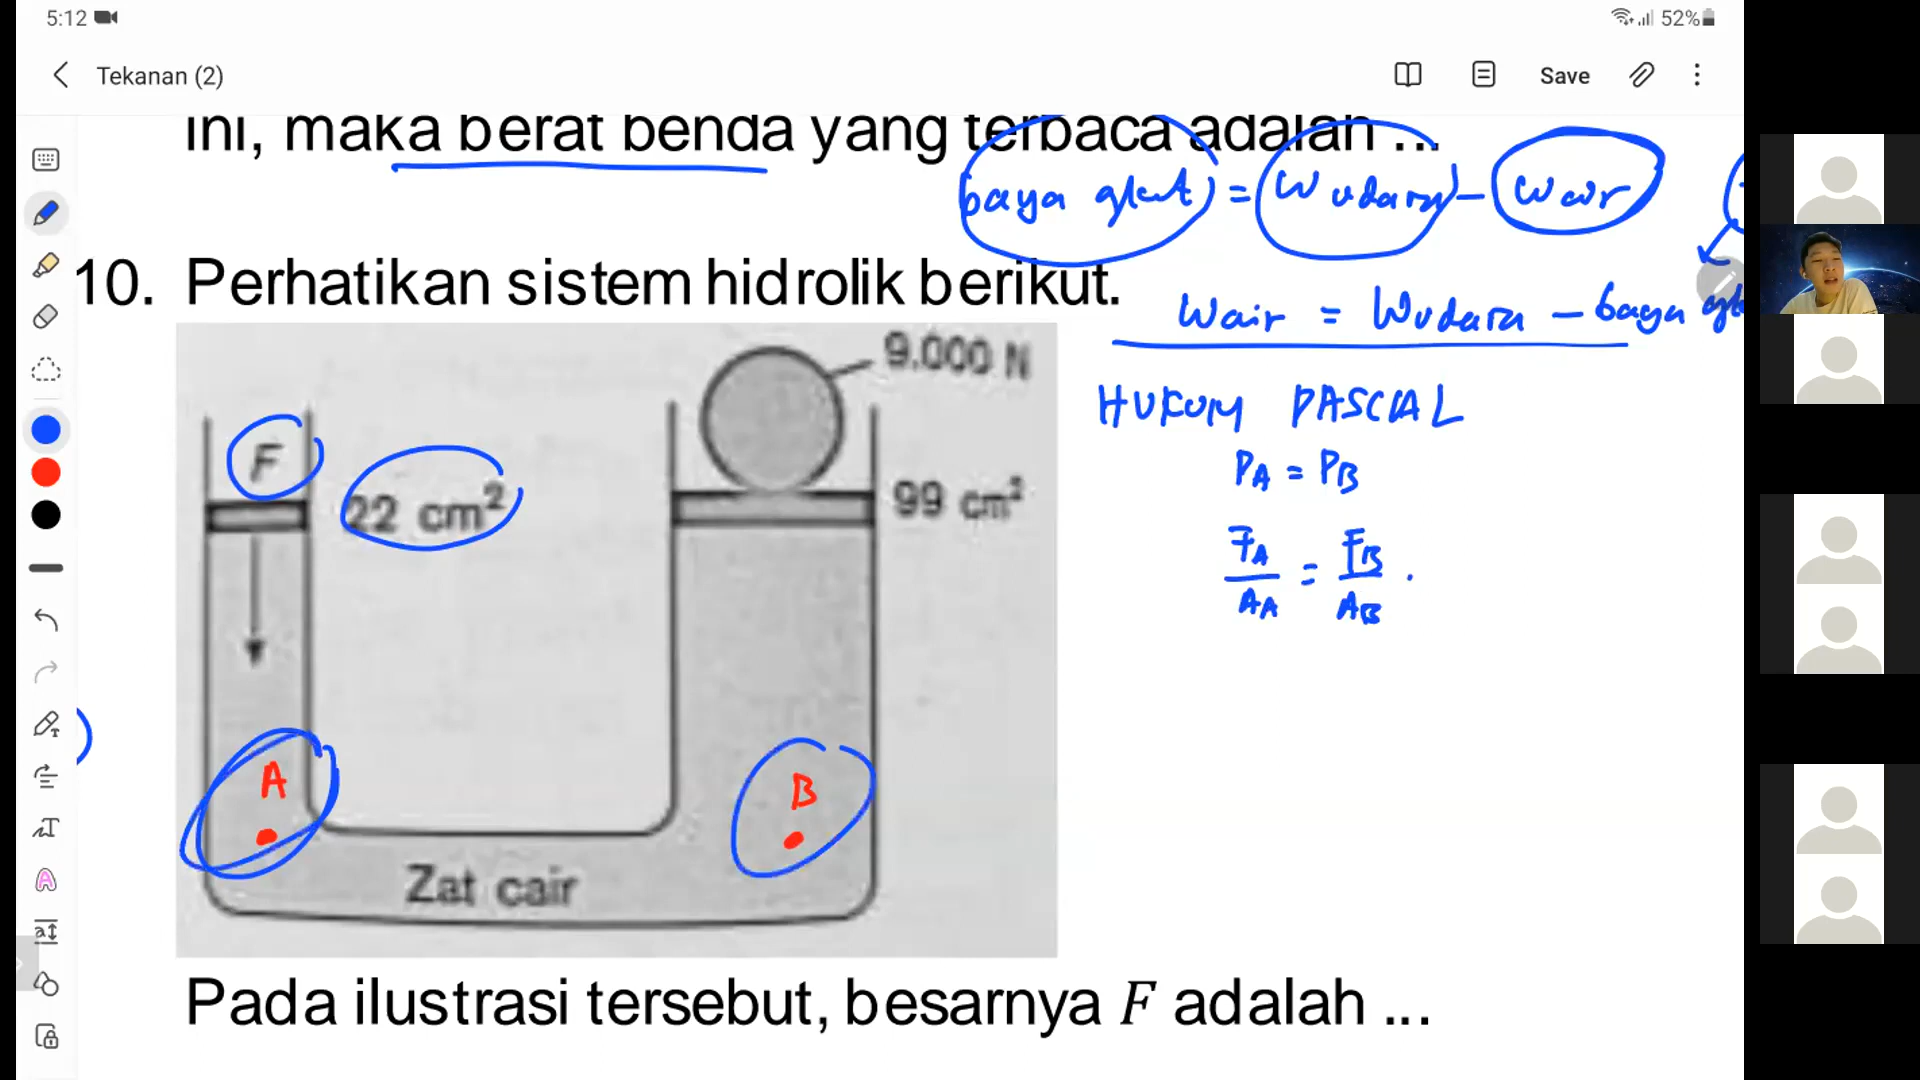 5:12
52%
Tekanan (2)
Save
ini, maka berat benda yang terbaca adalah ...
gaya = W udara - W air
10. Perhatikan sistem hidrolik berikut.
W air = W udara -
9.000 N
HUKUM PASCAL
F
PA = PB
22 cm²
99 cm²
FA = FB
AA AB
A
B
Zat cair
Pada ilustrasi tersebut, besarnya F adalah ...